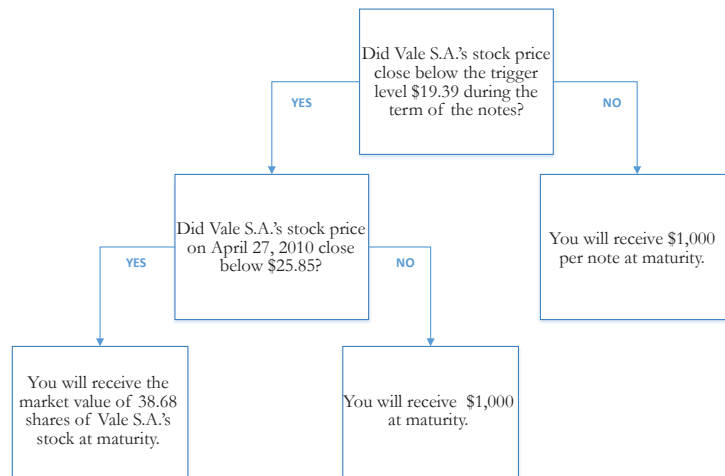 Did Vale S.A.'s stock price
close below the trigger
level $19.39 during the
term of the notes?
YES
NO
Did Vale S.A.'s stock price
on April 27, 2010 close
below $25.85?
You will receive $1,000
per note at maturity.
YES
NO
You will receive the
market value of 38.68
shares of Vale S.A.'s
stock at maturity.
You will receive $1,000
at maturity.